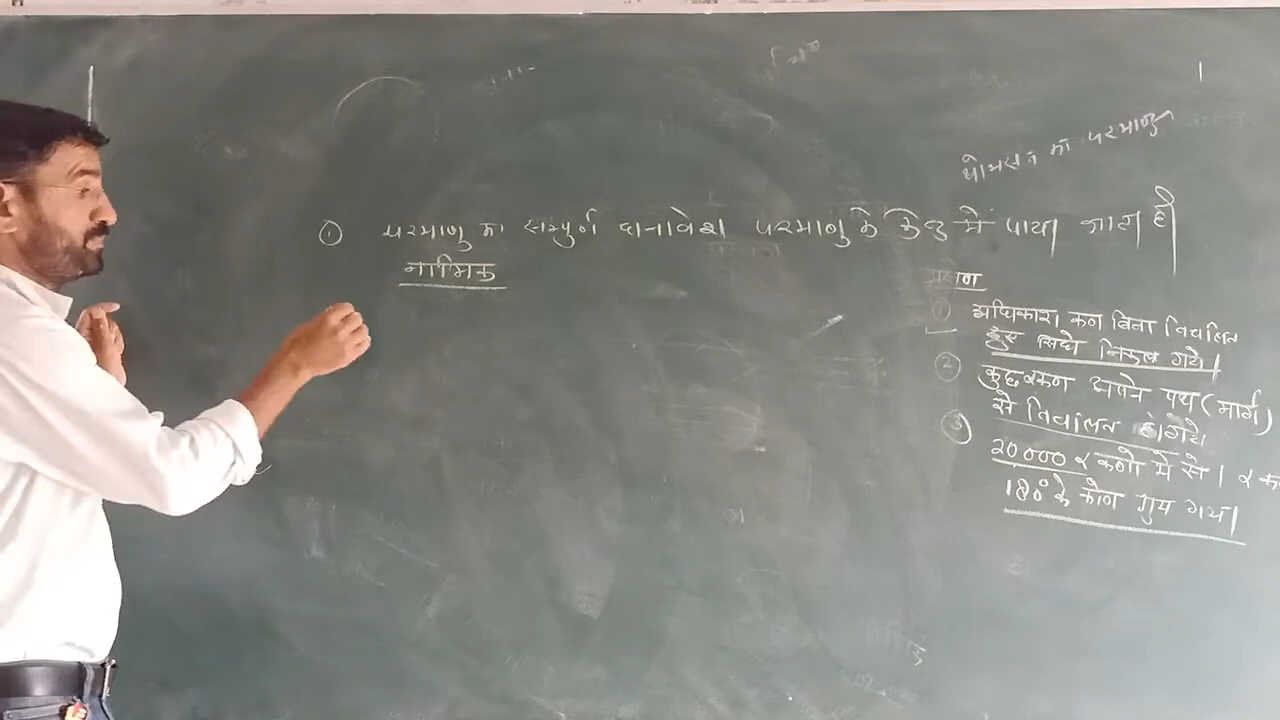 थोमसन का परमाणु
① परमाणु का सम्पुर्ण धनावेश परमाणु के केन्द्र में पाया जाता है।
नाभिक
प्रेक्षण
① अधिकाश कण बिना विचलित
हुए सिधे निकल गये।
② कुछ α कण अपने पथ (मार्ग)
से विचलित हो गये
③ 20000 α कणो मे से 1 α क
180° के कोण मुय गया।